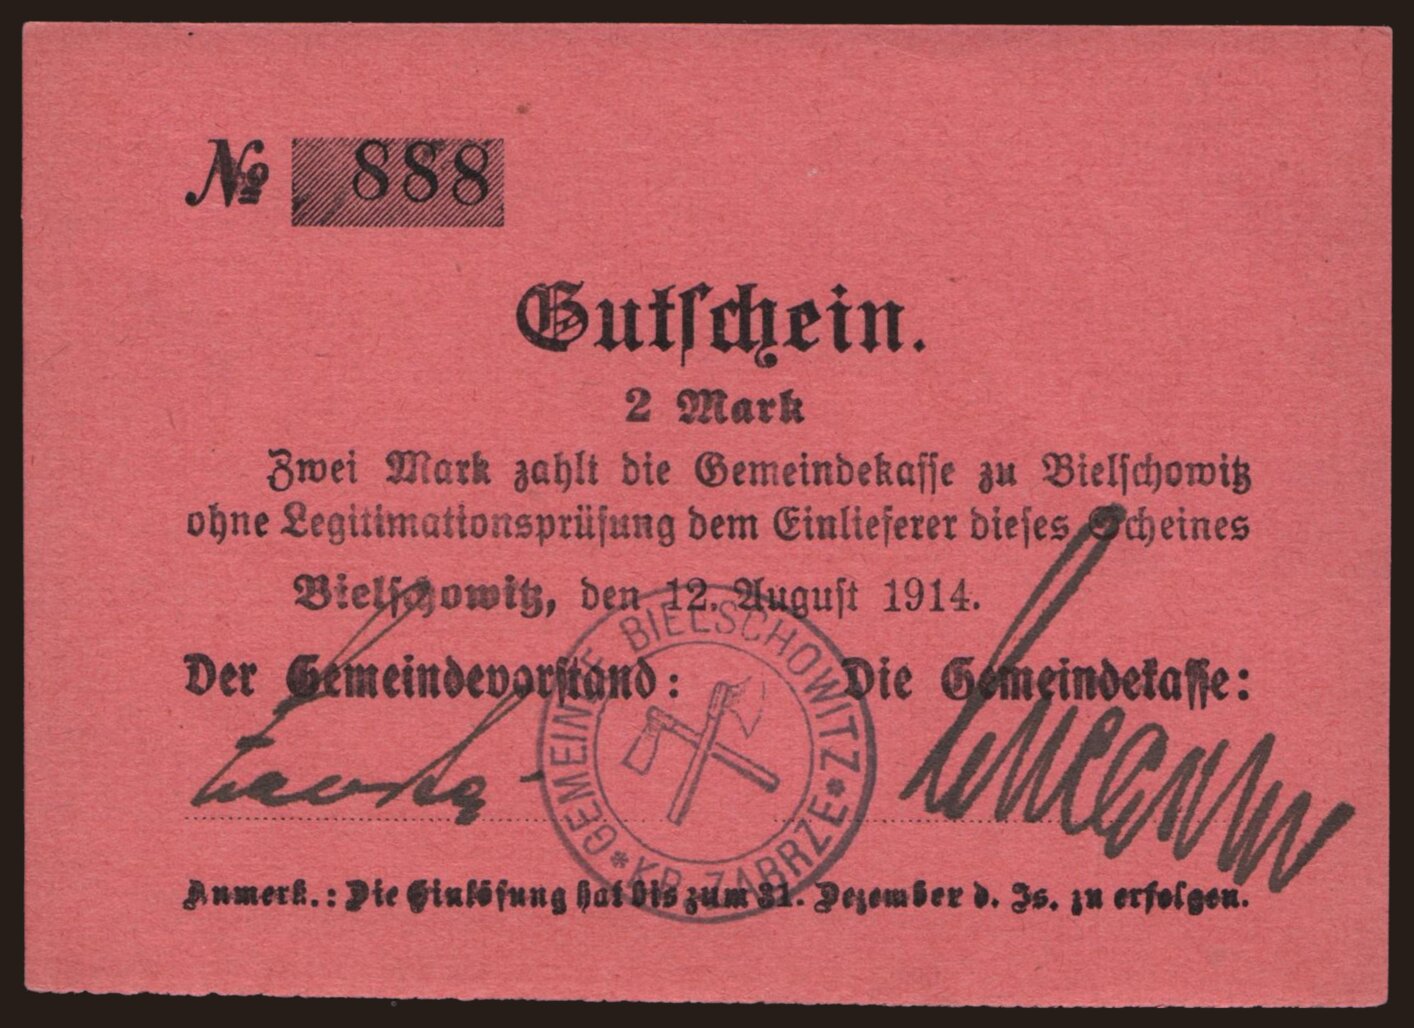 № 888
Gutschein.
2 Mark
Zwei Mark zahlt die Gemeindekasse zu Bielschowitz
ohne Legitimationsprüfung dem Einlieferer dieses Scheines
Bielschowitz, den 12. August 1914.
Der Gemeindevorstand: Die Gemeindekasse:
* GEMEINDE BIELSCHOWITZ * KR. ZABRZE
Anmerk.: Die Einlösung hat bis zum 31. Dezember d. Js. zu erfolgen.